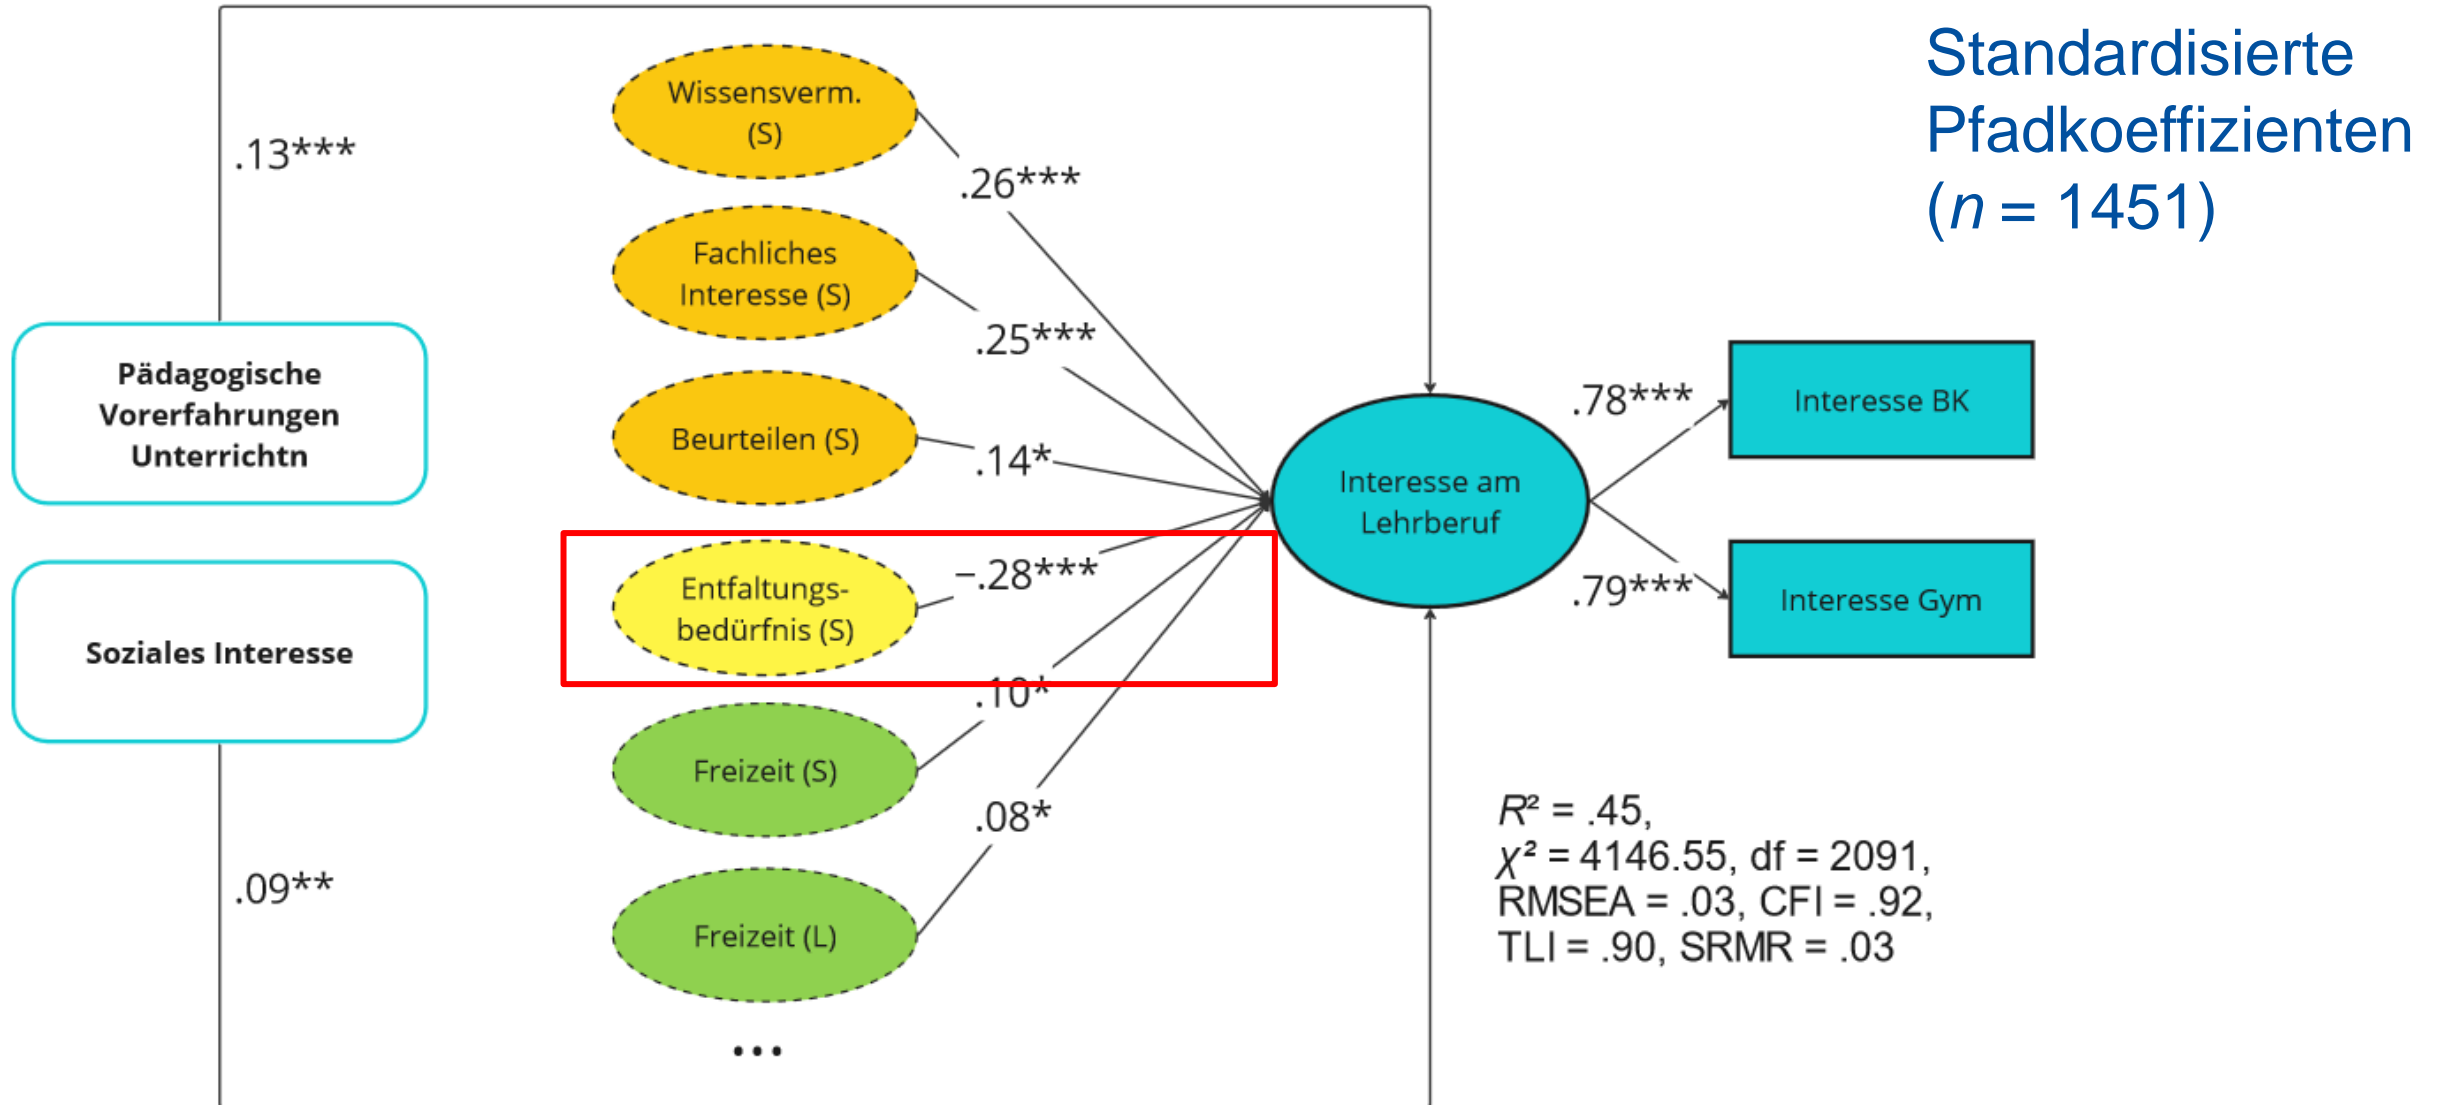 Standardisierte
Pfadkoeffizienten
(n = 1451)
.13***
Pädagogische
Vorerfahrungen
Unterrichtn
Soziales Interesse
.09**
Wissensverm.
(S)
.26***
Fachliches
Interesse (S)
.25***
Beurteilen (S)
.14*
Entfaltungs-
bedürfnis (S)
–.28***
Freizeit (S)
.10*
Freizeit (L)
.08*
...
Interesse am
Lehrberuf
.78***
Interesse BK
.79***
Interesse Gym
R² = .45,
χ² = 4146.55, df = 2091,
RMSEA = .03, CFI = .92,
TLI = .90, SRMR = .03